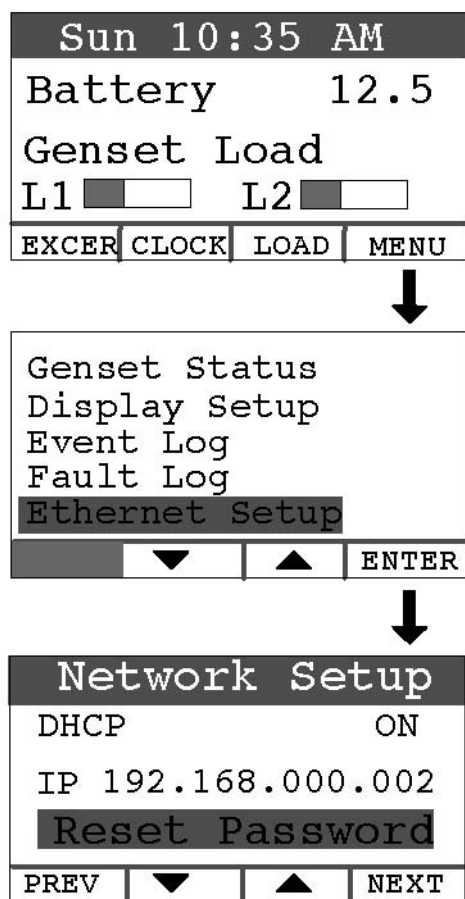 Sun 10:35 AM
Battery 12.5
Genset Load
L1 L2
EXCER CLOCK LOAD MENU
Genset Status
Display Setup
Event Log
Fault Log
Ethernet Setup
▼ ▲ ENTER
Network Setup
DHCP ON
IP 192.168.000.002
Reset Password
PREV ▼ ▲ NEXT